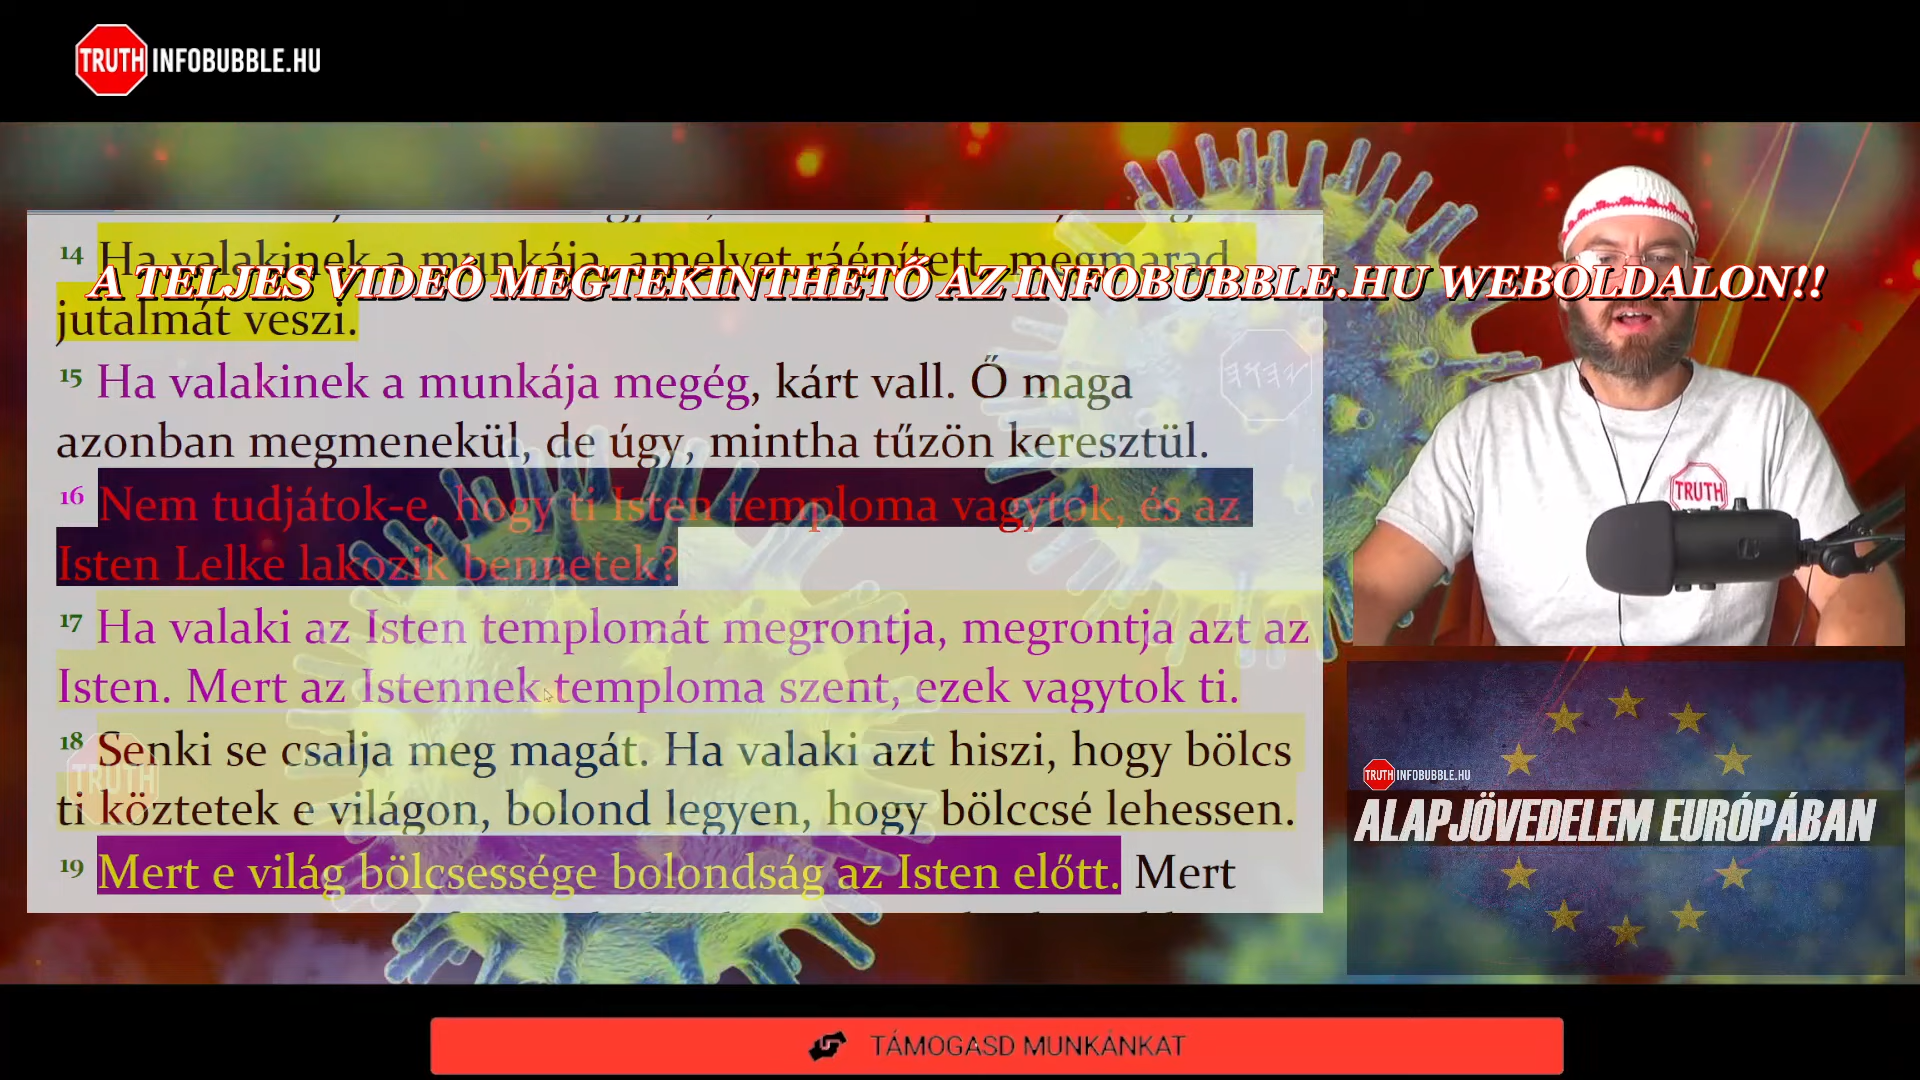 TRUTH INFOBUBBLE.HU
14 Ha valakinek a munkája, amelyet ráépített, megmarad,
A TELJES VIDEÓ MEGTEKINTHETŐ AZ INFOBUBBLE.HU WEBOLDALON!!
jutalmát veszi.
15 Ha valakinek a munkája megég, kárt vall. Ő maga
azonban megmenekül, de úgy, mintha tűzön keresztül.
16 Nem tudjátok-e, hogy ti Isten temploma vagytok, és az
Isten Lelke lakozik bennetek?
17 Ha valaki az Isten templomát megrontja, megrontja azt az
Isten. Mert az Istennek temploma szent, ezek vagytok ti.
18 Senki se csalja meg magát. Ha valaki azt hiszi, hogy bölcs
ti köztetek e világon, bolond legyen, hogy bölccsé lehessen.
19 Mert e világ bölcsessége bolondság az Isten előtt. Mert
TRUTH
TRUTH
TRUTH INFOBUBBLE.HU
ALAPJÖVEDELEM EURÓPÁBAN
TÁMOGASD MUNKÁNKAT